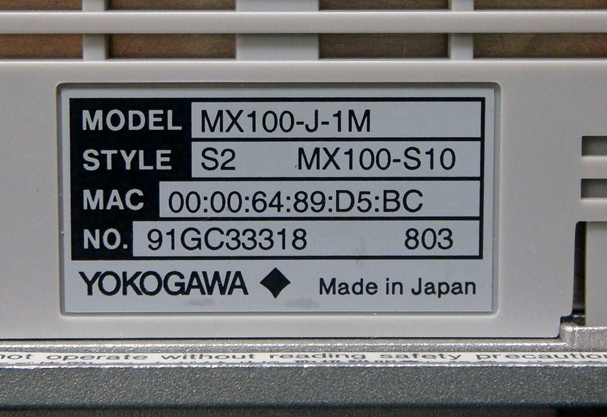 MODEL MX100-J-1M
STYLE S2 MX100-S10
MAC 00:00:64:89:D5:BC
NO. 91GC33318 803
YOKOGAWA Made in Japan
not operate without reading safety precautions